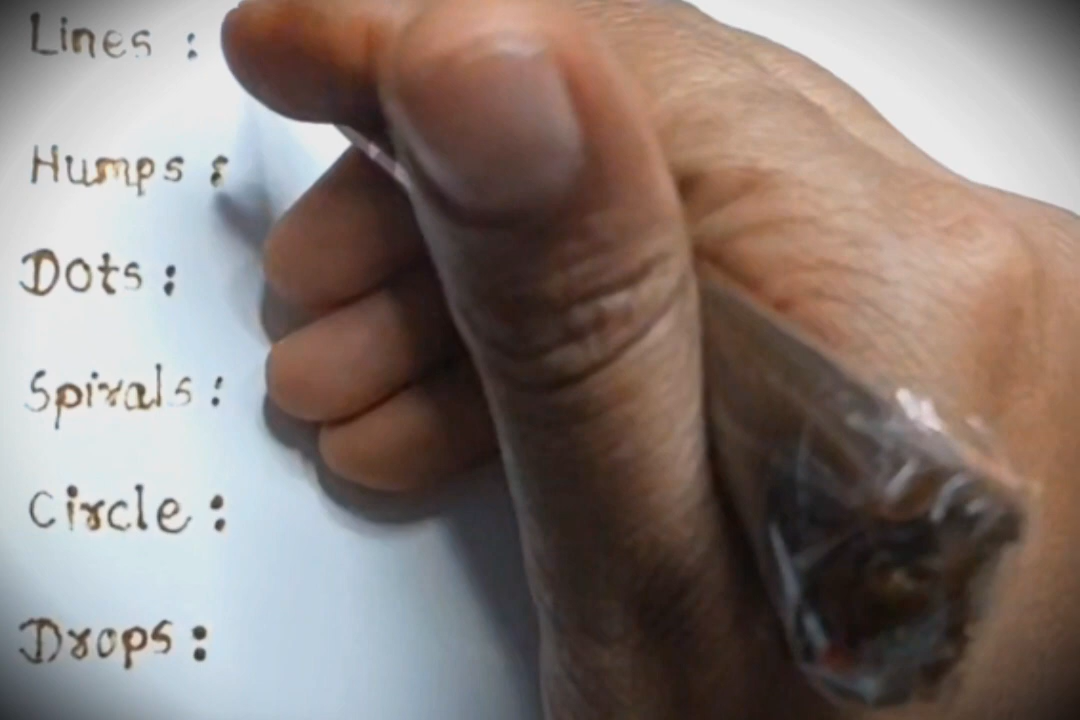 Lines :
Humps :
Dots :
Spirals :
Circle :
Drops :